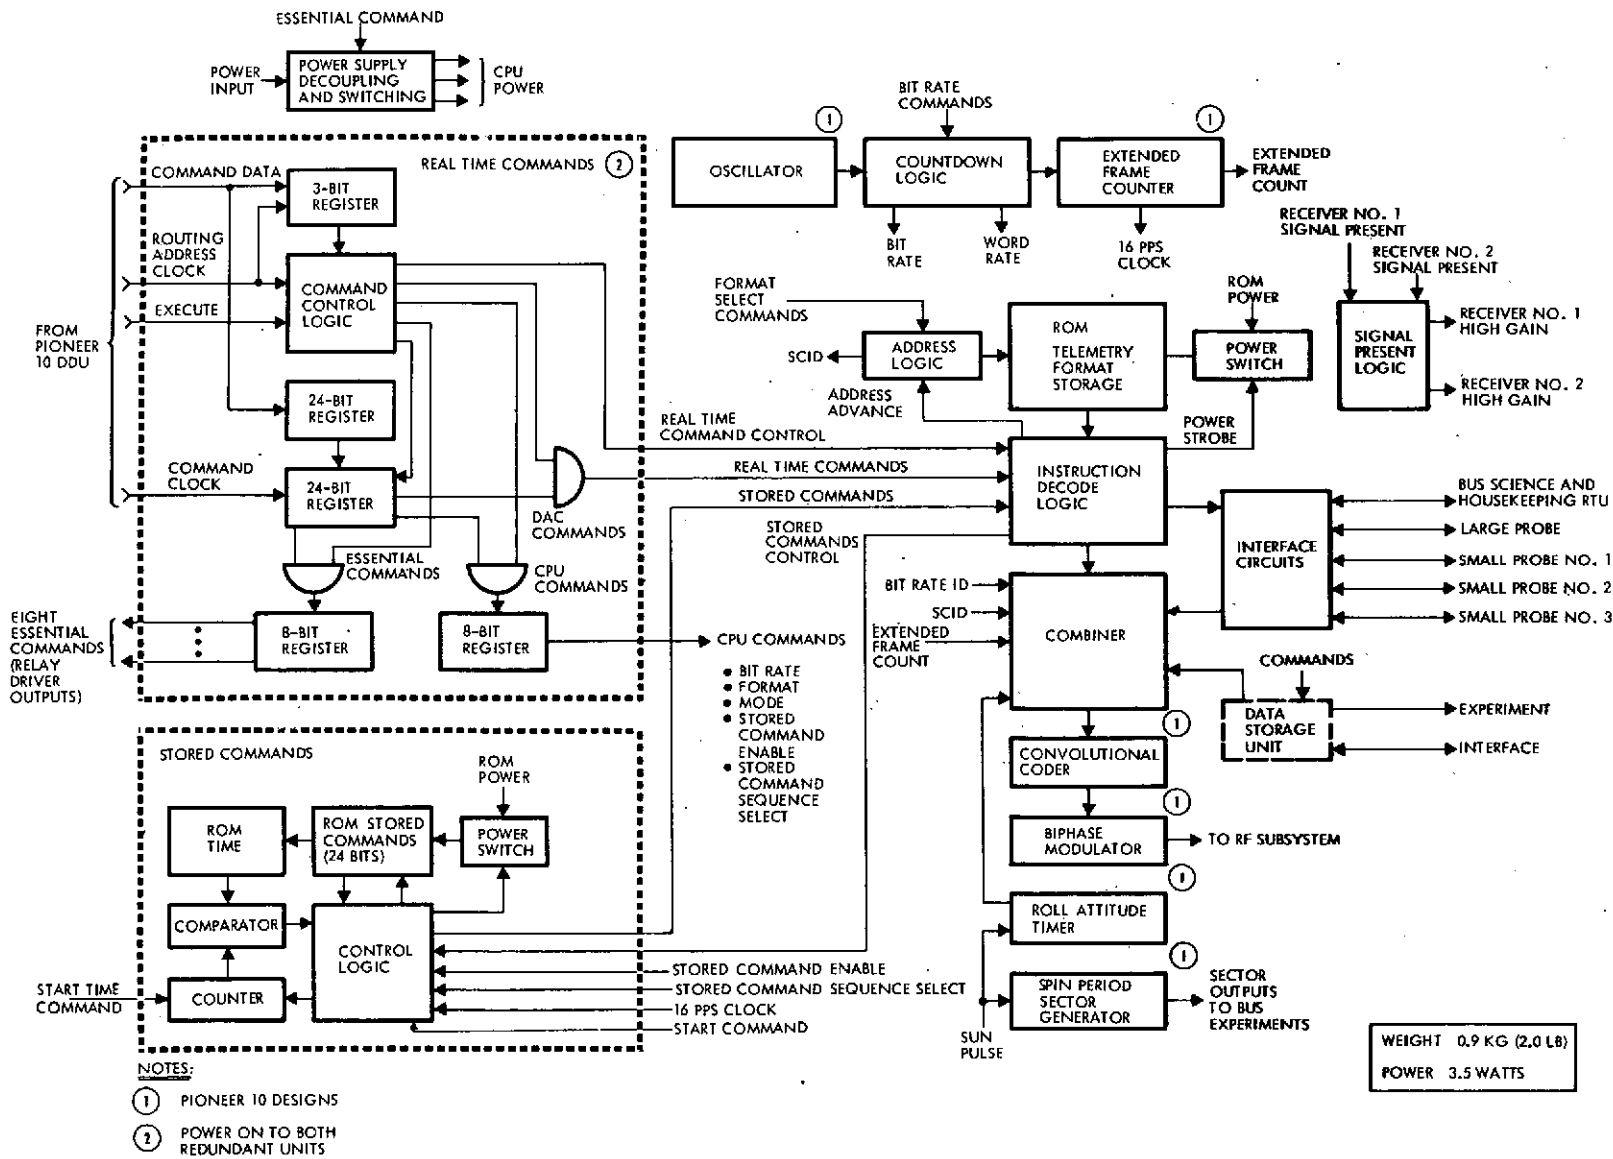 ESSENTIAL COMMAND
POWER INPUT
POWER SUPPLY
DECOUPLING
AND SWITCHING
CPU
POWER
REAL TIME COMMANDS 2
COMMAND DATA
3-BIT
REGISTER
ROUTING
ADDRESS
CLOCK
COMMAND
CONTROL
LOGIC
EXECUTE
FROM
PIONEER
10 DDU
24-BIT
REGISTER
COMMAND
CLOCK
24-BIT
REGISTER
DAC
COMMANDS
ESSENTIAL
COMMANDS
CPU
COMMANDS
EIGHT
ESSENTIAL
COMMANDS
(RELAY
DRIVER
OUTPUTS)
8-BIT
REGISTER
8-BIT
REGISTER
CPU COMMANDS
• BIT RATE
• FORMAT
• MODE
• STORED
COMMAND
ENABLE
• STORED
COMMAND
SEQUENCE
SELECT
BIT RATE
COMMANDS
1
1
OSCILLATOR
COUNTDOWN
LOGIC
EXTENDED
FRAME
COUNTER
EXTENDED
FRAME
COUNT
BIT
RATE
WORD
RATE
16 PPS
CLOCK
RECEIVER NO. 1
SIGNAL PRESENT
RECEIVER NO. 2
SIGNAL PRESENT
SIGNAL
PRESENT
LOGIC
RECEIVER NO. 1
HIGH GAIN
RECEIVER NO. 2
HIGH GAIN
FORMAT
SELECT
COMMANDS
SCID
ADDRESS
LOGIC
ADDRESS
ADVANCE
ROM
TELEMETRY
FORMAT
STORAGE
ROM
POWER
POWER
SWITCH
POWER
STROBE
REAL TIME
COMMAND CONTROL
REAL TIME COMMANDS
STORED COMMANDS
STORED
COMMANDS
CONTROL
INSTRUCTION
DECODE
LOGIC
INTERFACE
CIRCUITS
BUS SCIENCE AND
HOUSEKEEPING RTU
LARGE PROBE
SMALL PROBE NO. 1
SMALL PROBE NO. 2
SMALL PROBE NO. 3
BIT RATE ID
SCID
EXTENDED
FRAME
COUNT
COMBINER
COMMANDS
DATA
STORAGE
UNIT
EXPERIMENT
INTERFACE
1
CONVOLUTIONAL
CODER
1
BIPHASE
MODULATOR
TO RF SUBSYSTEM
1
ROLL ATTITUDE
TIMER
1
SPIN PERIOD
SECTOR
GENERATOR
SECTOR
OUTPUTS
TO BUS
EXPERIMENTS
SUN
PULSE
STORED COMMANDS
ROM
POWER
ROM
TIME
ROM STORED
COMMANDS
(24 BITS)
POWER
SWITCH
COMPARATOR
CONTROL
LOGIC
START TIME
COMMAND
COUNTER
STORED COMMAND ENABLE
STORED COMMAND SEQUENCE SELECT
16 PPS CLOCK
START COMMAND
WEIGHT 0.9 KG (2.0 LB)
POWER 3.5 WATTS
NOTES:
1 PIONEER 10 DESIGNS
2 POWER ON TO BOTH
REDUNDANT UNITS